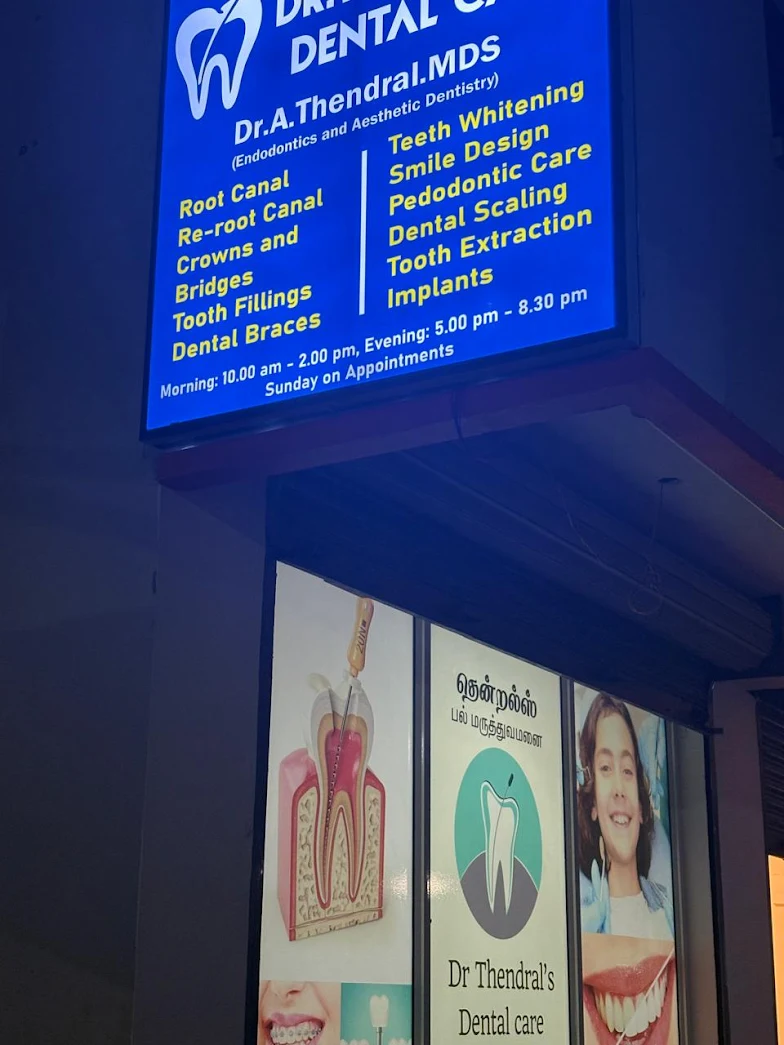 DENTAL
Dr.A.Thendral.MDS
(Endodontics and Aesthetic Dentistry)
Root Canal
Re-root Canal
Crowns and
Bridges
Tooth Fillings
Dental Braces
Teeth Whitening
Smile Design
Pedodontic Care
Dental Scaling
Tooth Extraction
Implants
Morning: 10.00 am - 2.00 pm, Evening: 5.00 pm - 8.30 pm
Sunday on Appointments
தென்றல்ஸ்
பல் மருத்துவமனை
Dr Thendral's
Dental care